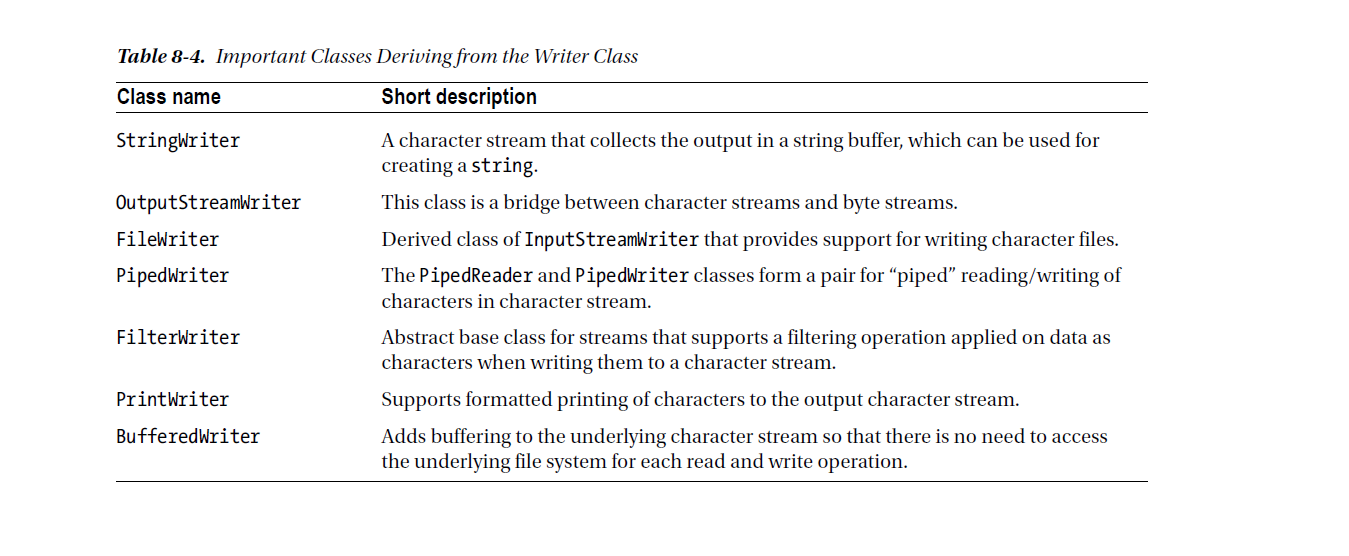 Table 8-4. Important Classes Deriving from the Writer Class
Class name Short description
StringWriter A character stream that collects the output in a string buffer, which can be used for
creating a string.
OutputStreamWriter This class is a bridge between character streams and byte streams.
FileWriter Derived class of InputStreamWriter that provides support for writing character files.
PipedWriter The PipedReader and PipedWriter classes form a pair for “piped” reading/writing of
characters in character stream.
FilterWriter Abstract base class for streams that supports a filtering operation applied on data as
characters when writing them to a character stream.
PrintWriter Supports formatted printing of characters to the output character stream.
BufferedWriter Adds buffering to the underlying character stream so that there is no need to access
the underlying file system for each read and write operation.